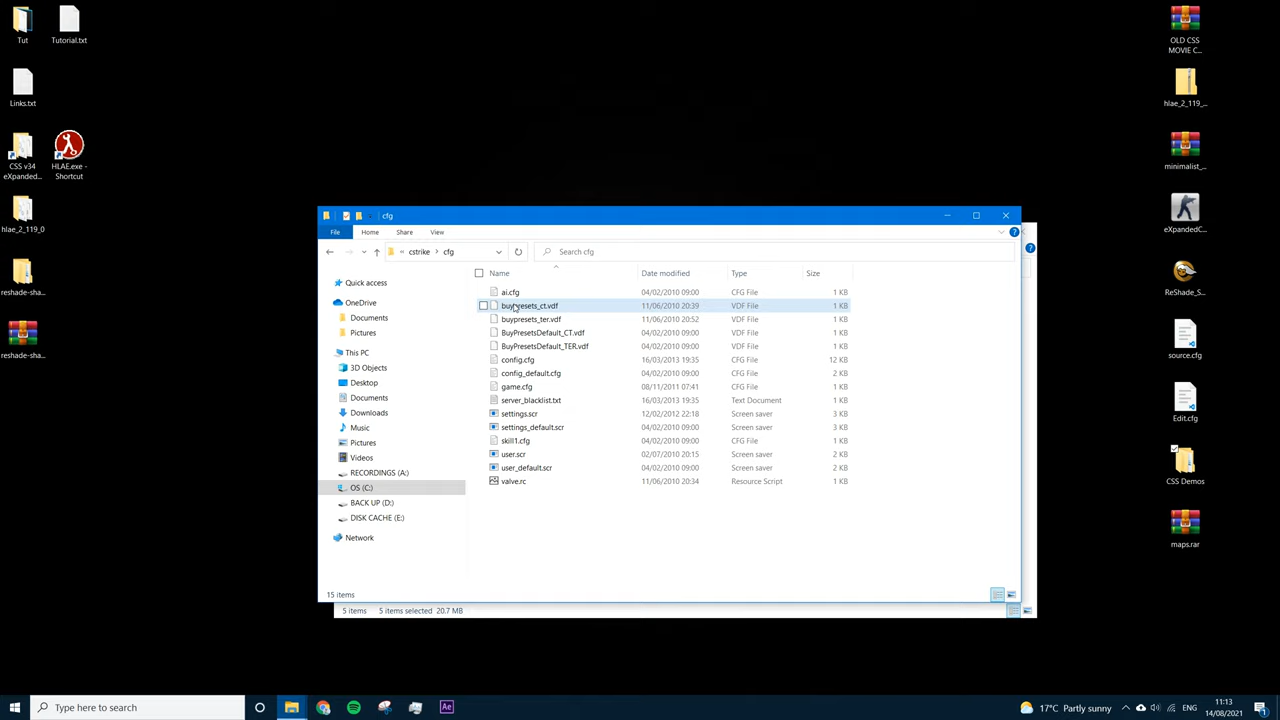 Tut
Tutorial.txt
Links.txt
CSS v34
eXpanded...
HLAE.exe -
Shortcut
hlae_2_119_0
reshade-sha...
reshade-sha...
OLD CSS
MOVIE C...
hlae_2_119_...
minimalist_...
eXpandedC...
ReShade_S...
source.cfg
Edit.cfg
CSS Demos
maps.rar
cfg
File Home Share View
cstrike cfg
Search cfg
Quick access
OneDrive
Documents
Pictures
This PC
3D Objects
Desktop
Documents
Downloads
Music
Pictures
Videos
RECORDINGS (A:)
OS (C:)
BACK UP (D:)
DISK CACHE (E:)
Network
Name Date modified Type Size
ai.cfg 04/02/2010 09:00 CFG File 1 KB
buypresets_ct.vdf 11/06/2010 20:39 VDF File 1 KB
buypresets_ter.vdf 11/06/2010 20:52 VDF File 1 KB
BuyPresetsDefault_CT.vdf 04/02/2010 09:00 VDF File 1 KB
BuyPresetsDefault_TER.vdf 04/02/2010 09:00 VDF File 1 KB
config.cfg 16/03/2013 19:35 CFG File 12 KB
config_default.cfg 04/02/2010 09:00 CFG File 2 KB
game.cfg 08/11/2011 07:41 CFG File 1 KB
server_blacklist.txt 16/03/2013 19:35 Text Document 1 KB
settings.scr 12/02/2012 22:18 Screen saver 3 KB
settings_default.scr 04/02/2010 09:00 Screen saver 3 KB
skill1.cfg 04/02/2010 09:00 CFG File 1 KB
user.scr 02/07/2010 20:15 Screen saver 2 KB
user_default.scr 04/02/2010 09:00 Screen saver 2 KB
valve.rc 11/06/2010 20:34 Resource Script 1 KB
15 items
5 items 5 items selected 20.7 MB
Type here to search
Ae
17°C Partly sunny
ENG
11:13
14/08/2021